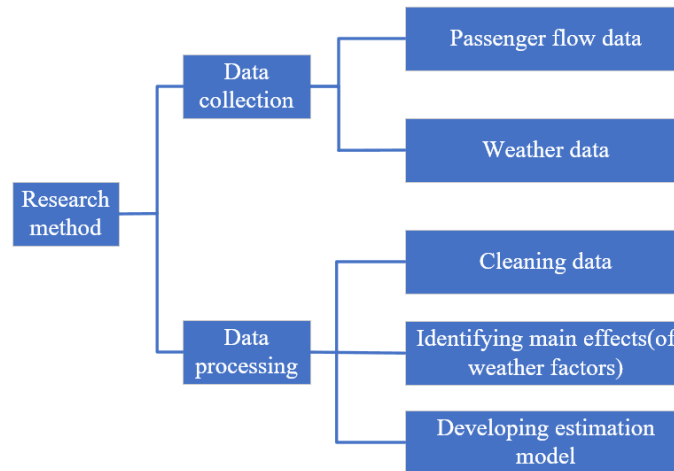 Research
method
Data
collection
Passenger flow data
Weather data
Data
processing
Cleaning data
Identifying main effects(of
weather factors)
Developing estimation
model